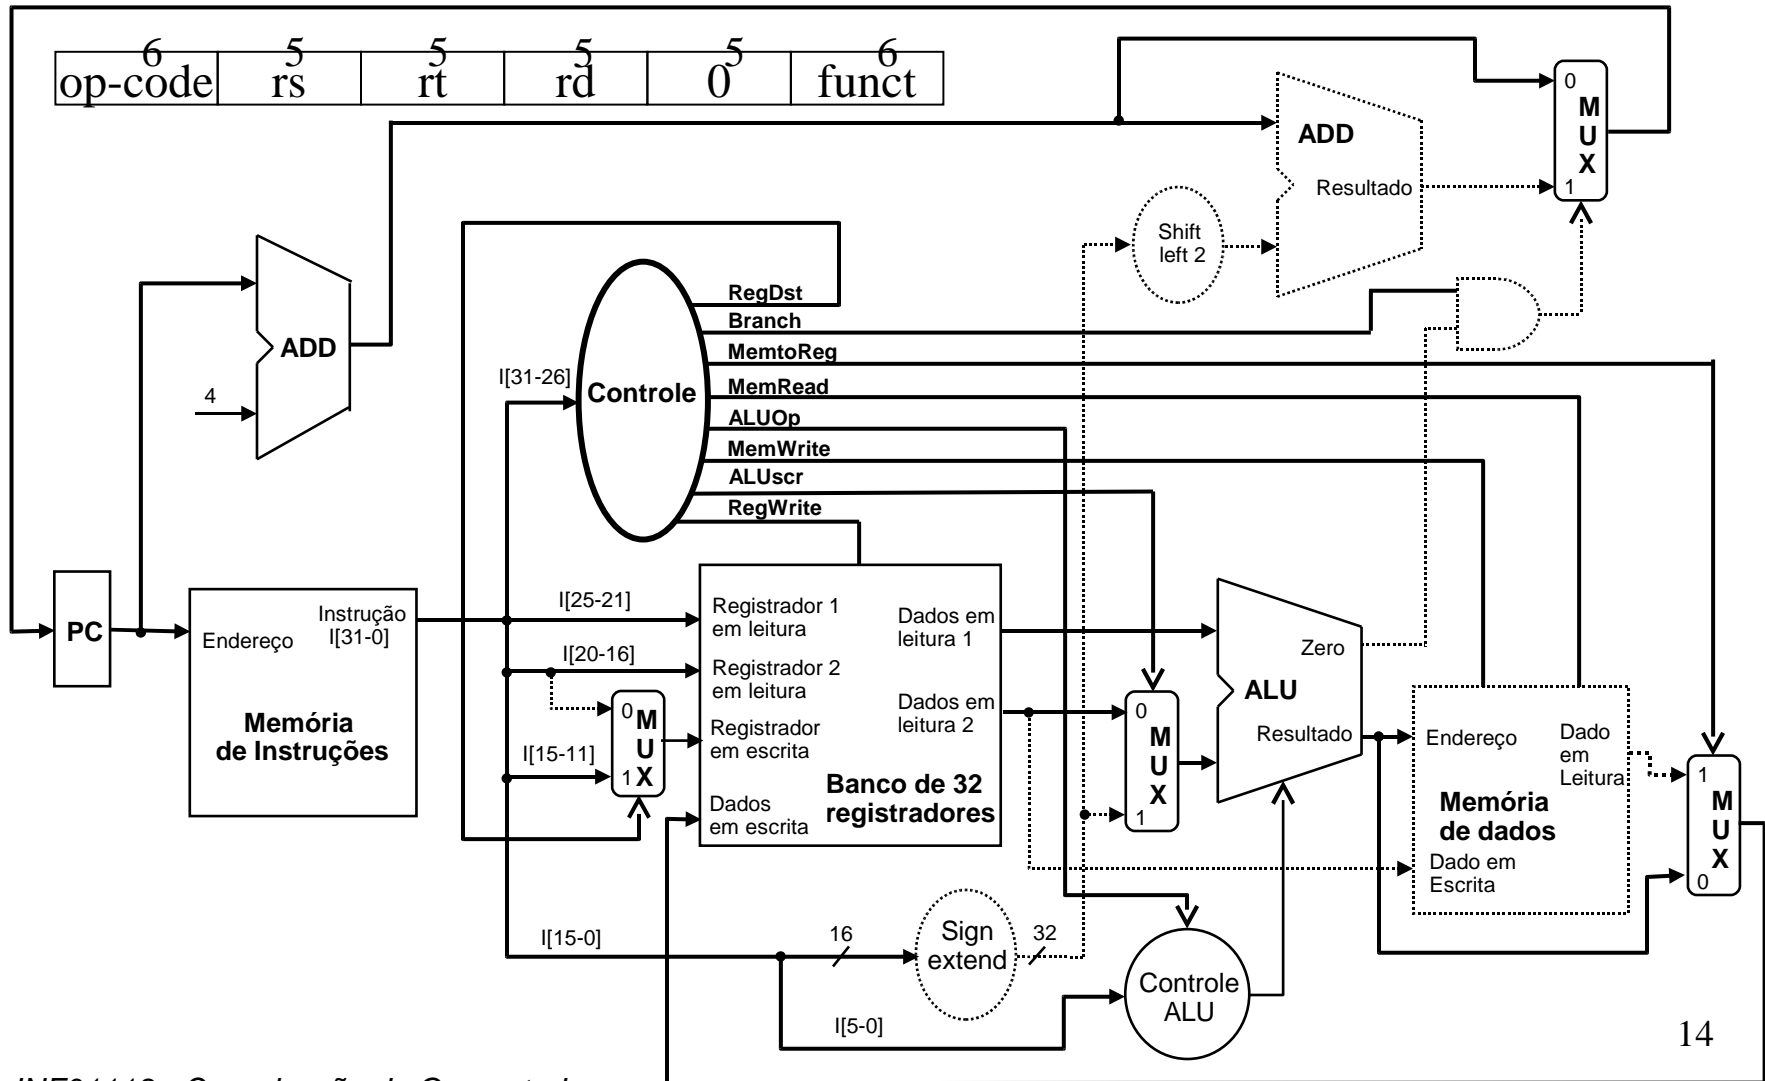 6 5 5 5 5 6
op-code rs rt rd 0 funct
0
M
U
X
1
ADD
Resultado
Shift
left 2
ADD
4
RegDst
Branch
MemtoReg
MemRead
ALUOp
MemWrite
ALUscr
RegWrite
I[31-26]
Controle
PC
Endereço
Instrução
I[31-0]
Memória
de Instruções
I[25-21]
I[20-16]
I[15-11]
0
M
U
1 X
Registrador 1
em leitura
Registrador 2
em leitura
Registrador
em escrita
Dados
em escrita
Dados em
leitura 1
Dados em
leitura 2
Banco de 32
registradores
0
M
U
X
1
Zero
ALU
Resultado
Endereço
Dado
em
Leitura
Memória
de dados
Dado em
Escrita
1
M
U
X
0
I[15-0]
16
Sign
extend
32
Controle
ALU
I[5-0]
14